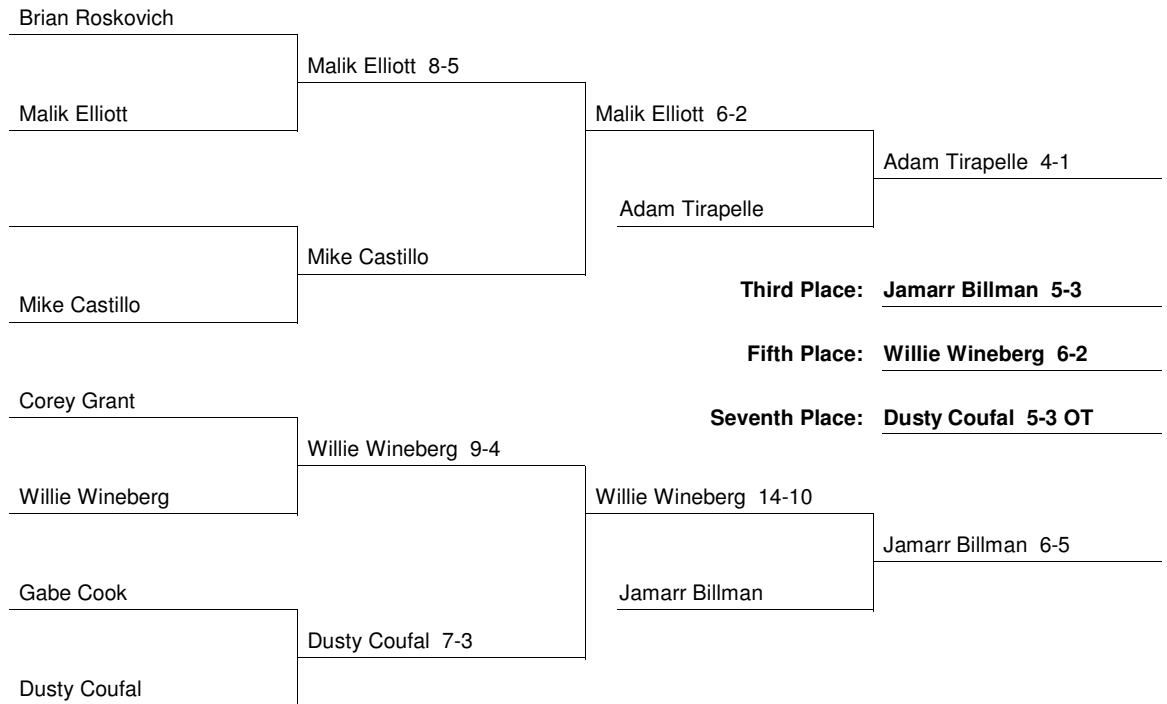 Brian Roskovich
Malik Elliott 8-5
Malik Elliott
Malik Elliott 6-2
Adam Tirapelle 4-1
Adam Tirapelle
Mike Castillo
Third Place: Jamarr Billman 5-3
Mike Castillo
Fifth Place: Willie Wineberg 6-2
Corey Grant
Seventh Place: Dusty Coufal 5-3 OT
Willie Wineberg 9-4
Willie Wineberg
Willie Wineberg 14-10
Jamarr Billman 6-5
Gabe Cook
Jamarr Billman
Dusty Coufal 7-3
Dusty Coufal